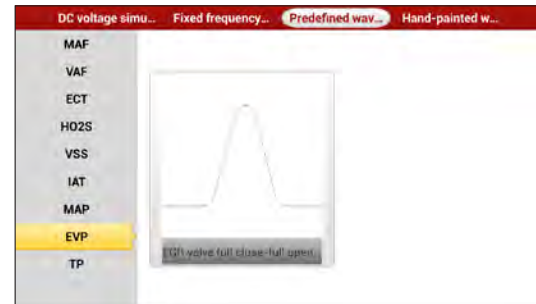 DC voltage simu... Fixed frequency... Predefined wav... Hand-painted w...
MAF
VAF
ECT
HO2S
VSS
IAT
MAP
EVP
TP
EGR valve full close-full open